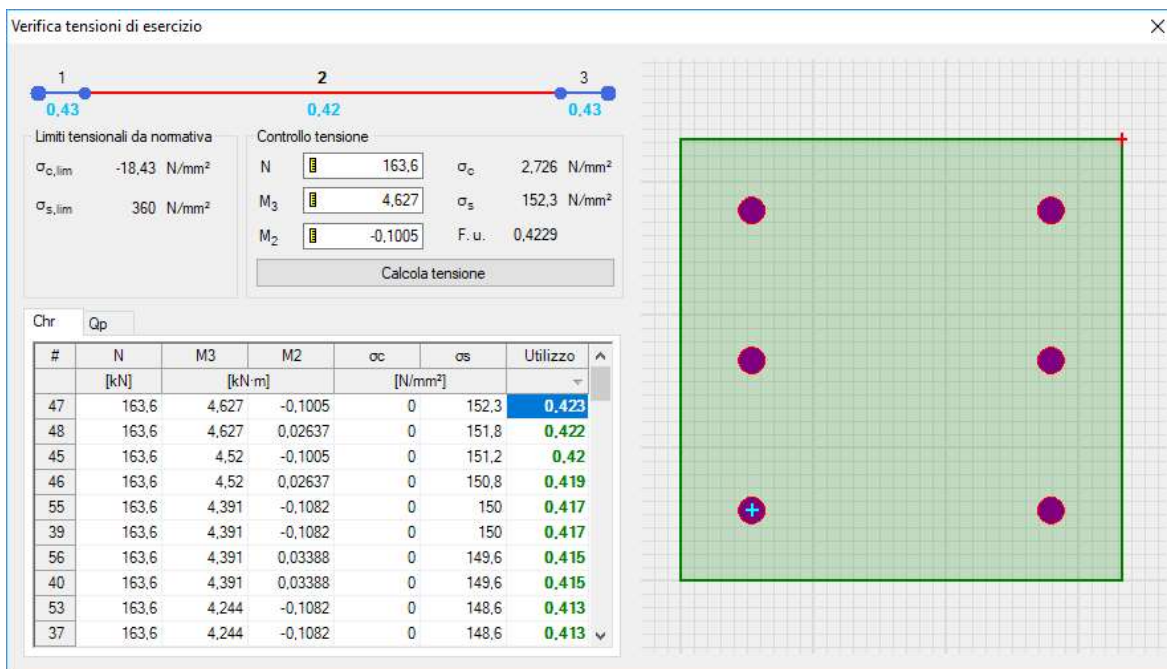 Verifica tensioni di esercizio
1 2 3
0,43 0,42 0,43
Limiti tensionali da normativa
σc,lim -18,43 N/mm²
σs,lim 360 N/mm²
Controllo tensione
N 163,6 σc 2,726 N/mm²
M3 4,627 σs 152,3 N/mm²
M2 -0,1005 F. u. 0,4229
Calcola tensione
Chr Qp
# N M3 M2 σc σs Utilizzo
[kN] [kN·m] [N/mm²]
47 163,6 4,627 -0,1005 0 152,3 0,423
48 163,6 4,627 0,02637 0 151,8 0,422
45 163,6 4,52 -0,1005 0 151,2 0,42
46 163,6 4,52 0,02637 0 150,8 0,419
55 163,6 4,391 -0,1082 0 150 0,417
39 163,6 4,391 -0,1082 0 150 0,417
56 163,6 4,391 0,03388 0 149,6 0,415
40 163,6 4,391 0,03388 0 149,6 0,415
53 163,6 4,244 -0,1082 0 148,6 0,413
37 163,6 4,244 -0,1082 0 148,6 0,413